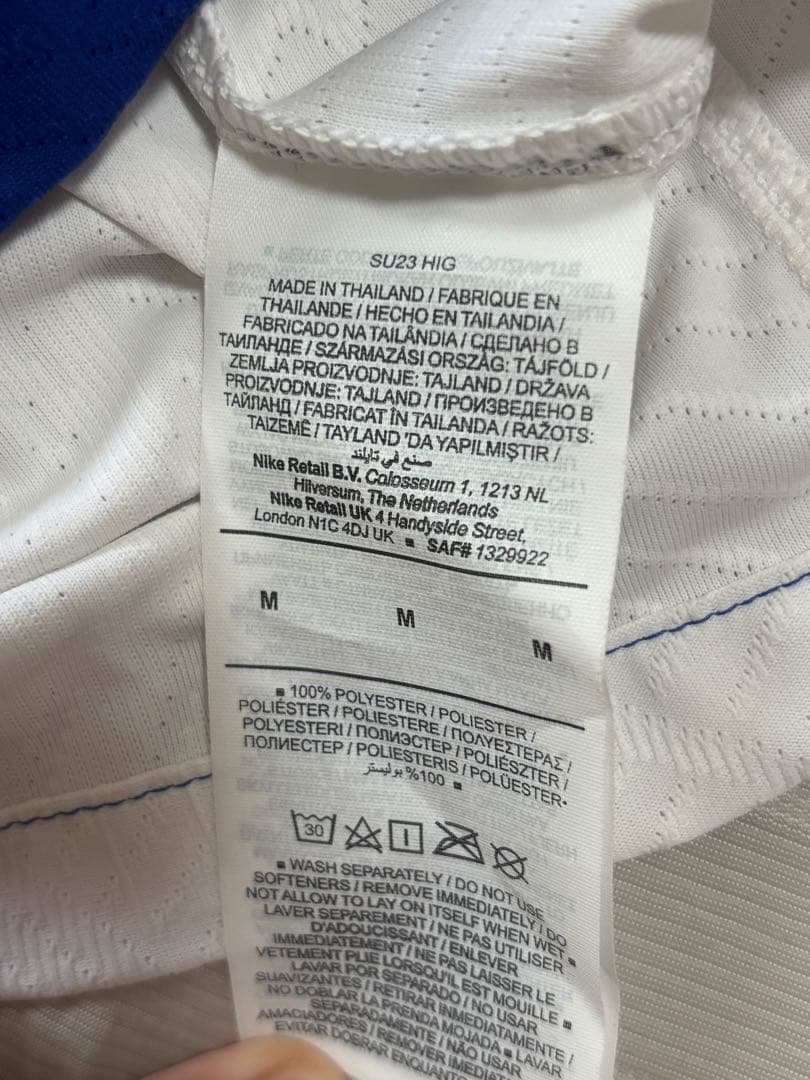 SU23 HIG
MADE IN THAILAND / FABRIQUE EN
THAILANDE / HECHO EN TAILANDIA /
FABRICADO NA TAILÂNDIA / СДЕЛАНО В
ТАИЛАНДЕ / SZÁRMAZÁSI ORSZÁG: TÁJFÖLD /
ZEMLJA PROIZVODNJE: TAJLAND / DRŽAVA
PROIZVODNJE: TAJLAND / ПРОИЗВЕДЕНО В
ТАЙЛАНД / FABRICAT ÎN TAILANDA / RAŽOTS:
TAIZEMĒ / TAYLAND 'DA YAPILMIŞTIR /
صنع في تايلند
Nike Retail B.V. Colosseum 1, 1213 NL
Hilversum, The Netherlands
Nike Retail UK 4 Handyside Street,
London N1C 4DJ UK ■ SAF# 1329922
M M M
■ 100% POLYESTER / POLIESTER /
POLIÉSTER / POLIESTERE / ΠΟΛΥΕΣΤΕΡΑΣ /
POLYESTERI / ПОЛИЭСТЕР / POLIÉSZTER /
ПОЛИЕСТЕР / POLIESTERIS / POLÜESTER-
100% بوليستر ■
30
■ WASH SEPARATELY / DO NOT USE
SOFTENERS / REMOVE IMMEDIATELY / DO
NOT ALLOW TO LAY ON ITSELF WHEN WET ■
LAVER SEPAREMENT / NE PAS UTILISER
D'ADOUCISSANT / ENLEVER
IMMEDIATEMENT / NE PAS LAISSER LE
VETEMENT PLIE LORSQU'IL EST MOUILLE ■
LAVAR POR SEPARADO / NO USAR
SUAVIZANTES / RETIRAR INMEDIATAMENTE /
NO DOBLAR LA PRENDA MOJADA ■ LAVAR
SEPARADAMENTE / NÃO USAR
AMACIADORES / REMOVER IMEDIAT
EVITAR DOBRAR ENQUANTO